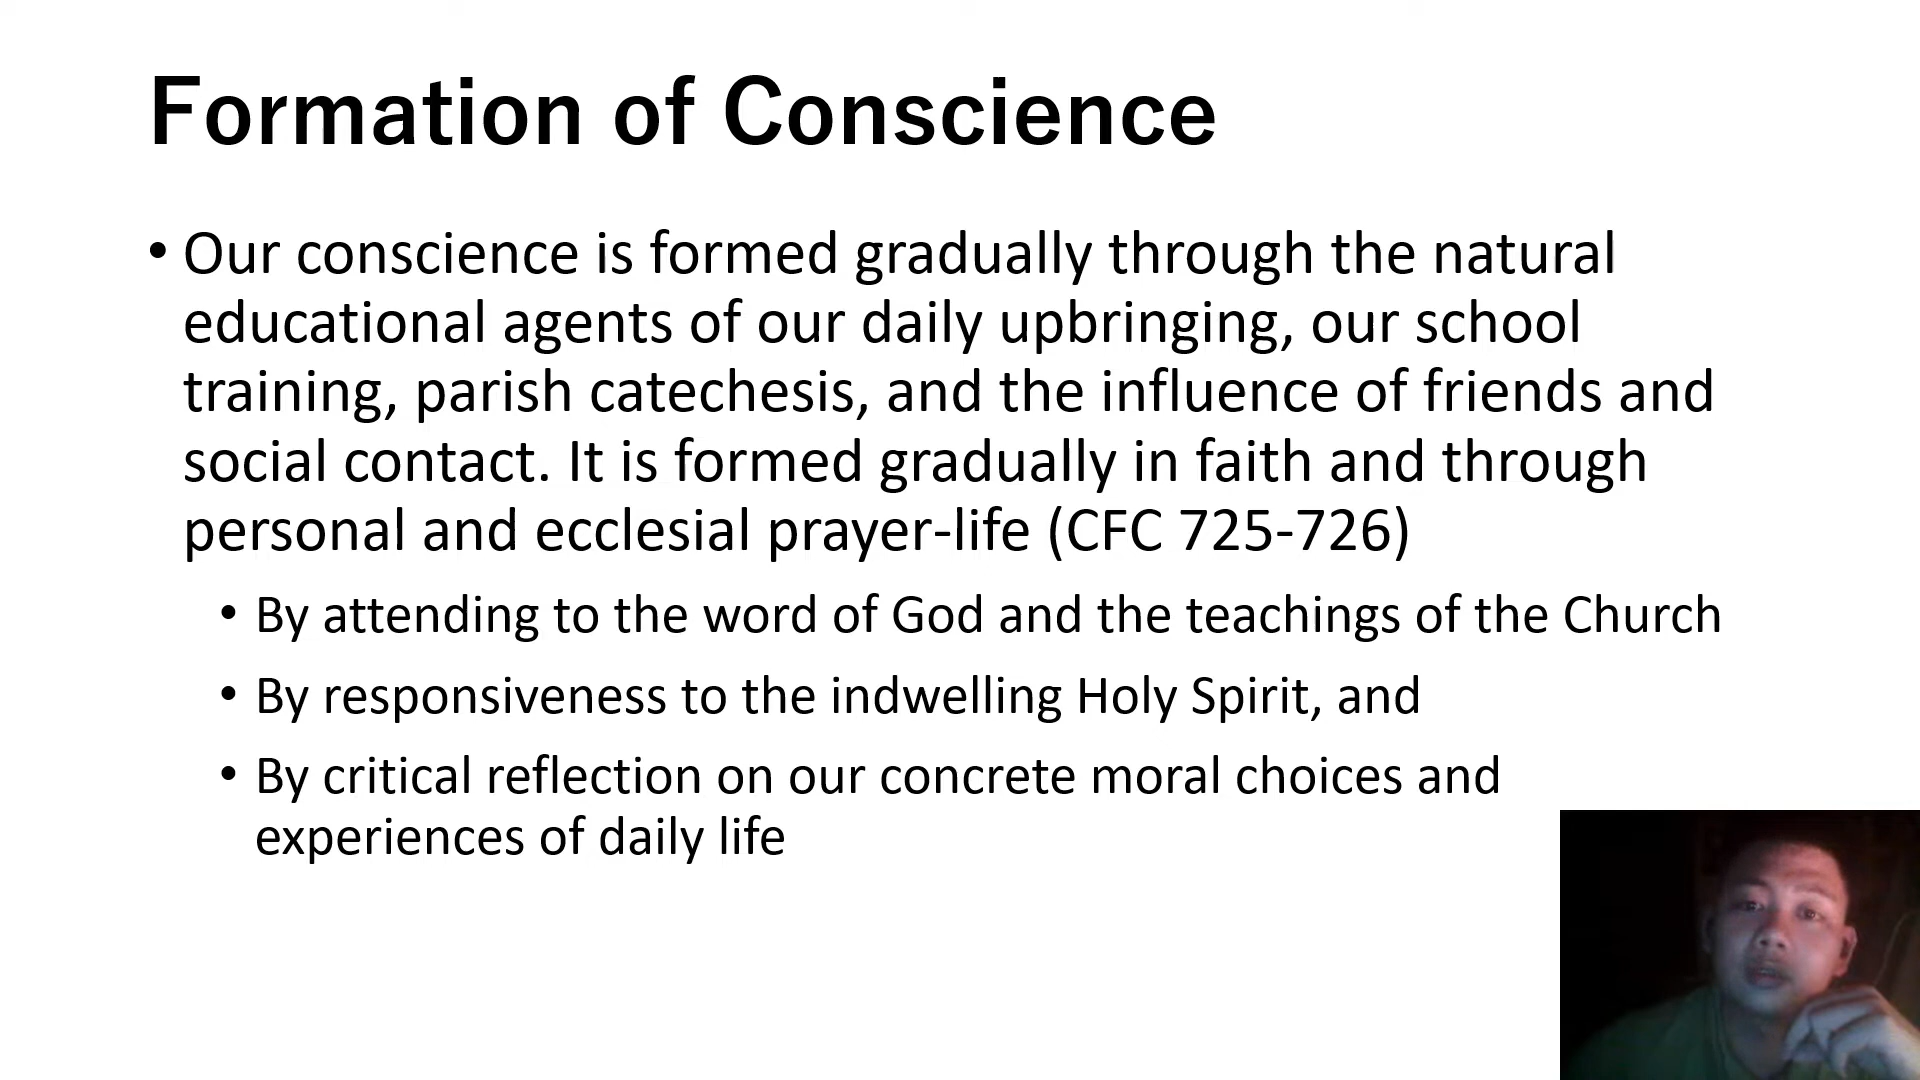 Formation of Conscience
• Our conscience is formed gradually through the natural
educational agents of our daily upbringing, our school
training, parish catechesis, and the influence of friends and
social contact. It is formed gradually in faith and through
personal and ecclesial prayer-life (CFC 725-726)
• By attending to the word of God and the teachings of the Church
• By responsiveness to the indwelling Holy Spirit, and
• By critical reflection on our concrete moral choices and
experiences of daily life